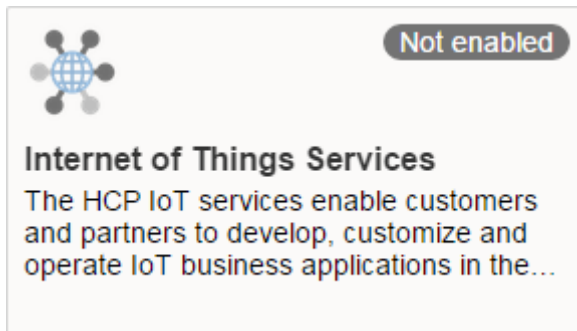 Not enabled
Internet of Things Services
The HCP IoT services enable customers
and partners to develop, customize and
operate IoT business applications in the...